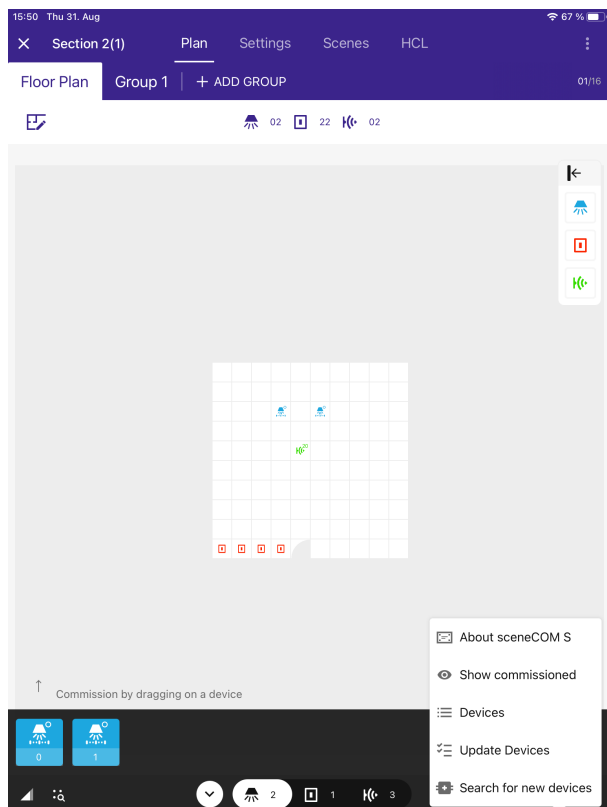 15:50 Thu 31. Aug 67 %
Section 2(1) Plan Settings Scenes HCL
Floor Plan Group 1 + ADD GROUP 01/16
02 22 02
20
Commission by dragging on a device
About sceneCOM S
Show commissioned
Devices
Update Devices
Search for new devices
0 1
2 1 3